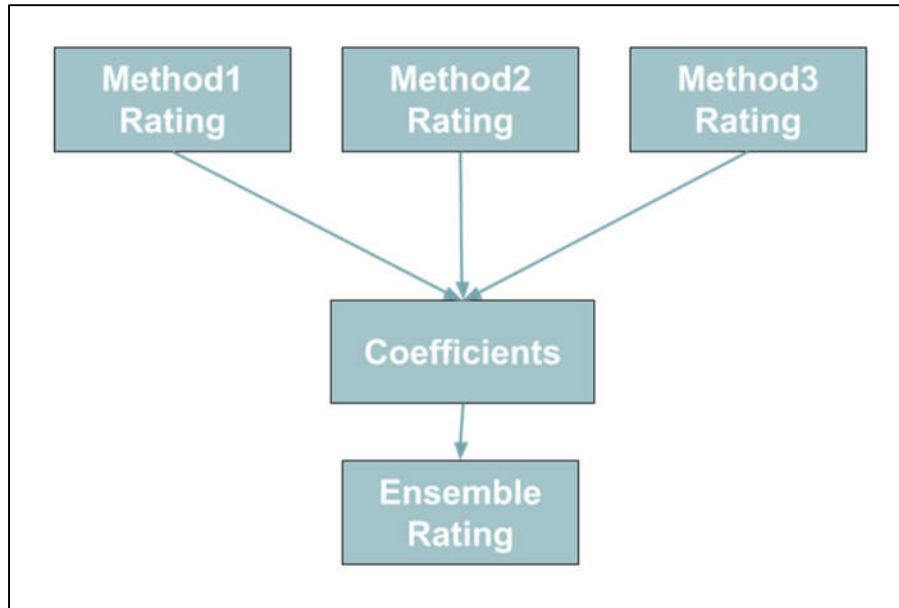 Method1
Rating
Method2
Rating
Method3
Rating
Coefficients
Ensemble
Rating